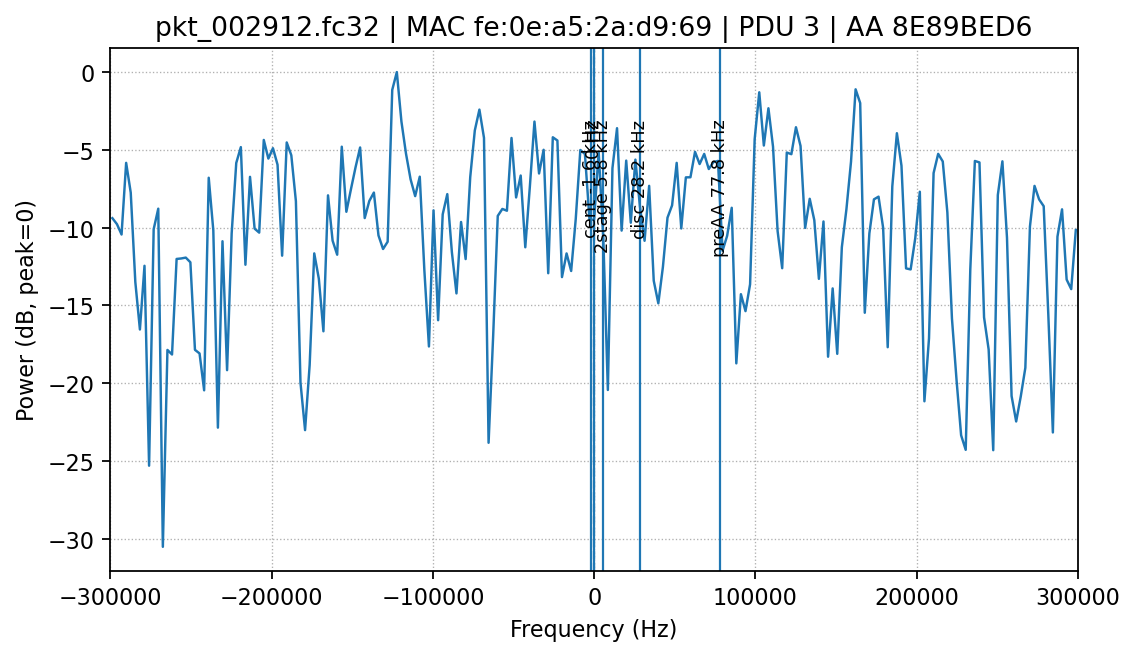 pkt_002912.fc32 | MAC fe:0e:a5:2a:d9:69 | PDU 3 | AA 8E89BED6
Power (dB, peak=0)
0
−5
−10
−15
−20
−25
−30
2stage 5.8 kHz
disc 28.2 kHz
preAA 77.8 kHz
−300000
−200000
−100000
0
100000
200000
300000
Frequency (Hz)